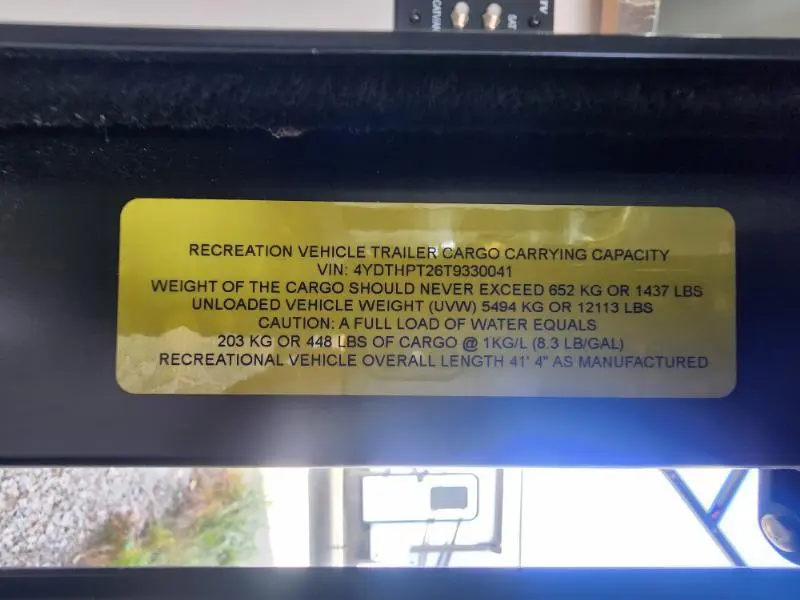 TV
SAT
RECREATION VEHICLE TRAILER CARGO CARRYING CAPACITY
VIN: 4YDTHPT26T9330041
WEIGHT OF THE CARGO SHOULD NEVER EXCEED 652 KG OR 1437 LBS
UNLOADED VEHICLE WEIGHT (UVW) 5494 KG OR 12113 LBS
CAUTION: A FULL LOAD OF WATER EQUALS
203 KG OR 448 LBS OF CARGO @ 1KG/L (8.3 LB/GAL)
RECREATIONAL VEHICLE OVERALL LENGTH 41' 4" AS MANUFACTURED